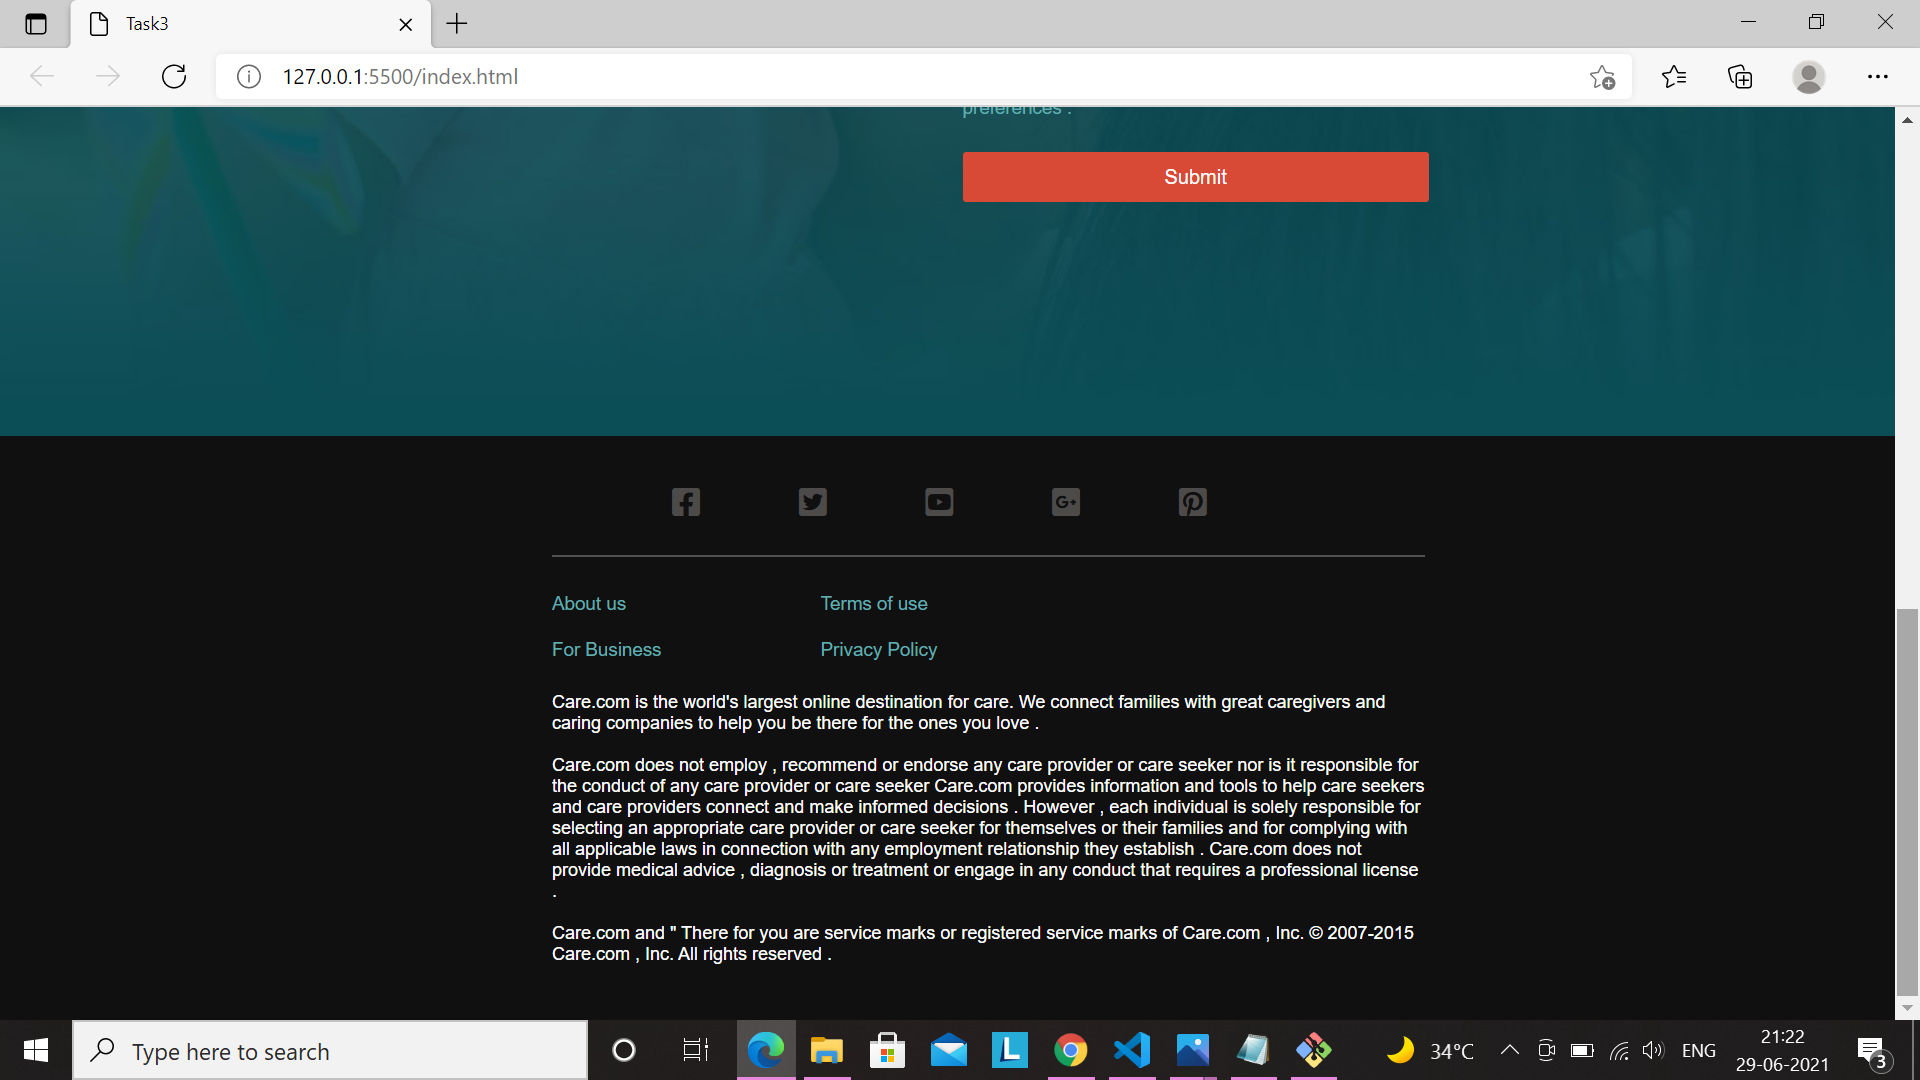 Task3
127.0.0.1:5500/index.html
preferences .
Submit
About us
Terms of use
For Business
Privacy Policy
Care.com is the world's largest online destination for care. We connect families with great caregivers and
caring companies to help you be there for the ones you love .
Care.com does not employ , recommend or endorse any care provider or care seeker nor is it responsible for
the conduct of any care provider or care seeker Care.com provides information and tools to help care seekers
and care providers connect and make informed decisions . However , each individual is solely responsible for
selecting an appropriate care provider or care seeker for themselves or their families and for complying with
all applicable laws in connection with any employment relationship they establish . Care.com does not
provide medical advice , diagnosis or treatment or engage in any conduct that requires a professional license
.
Care.com and " There for you are service marks or registered service marks of Care.com , Inc. © 2007-2015
Care.com , Inc. All rights reserved .
Type here to search
L
34°C
ENG
21:22
29-06-2021
3